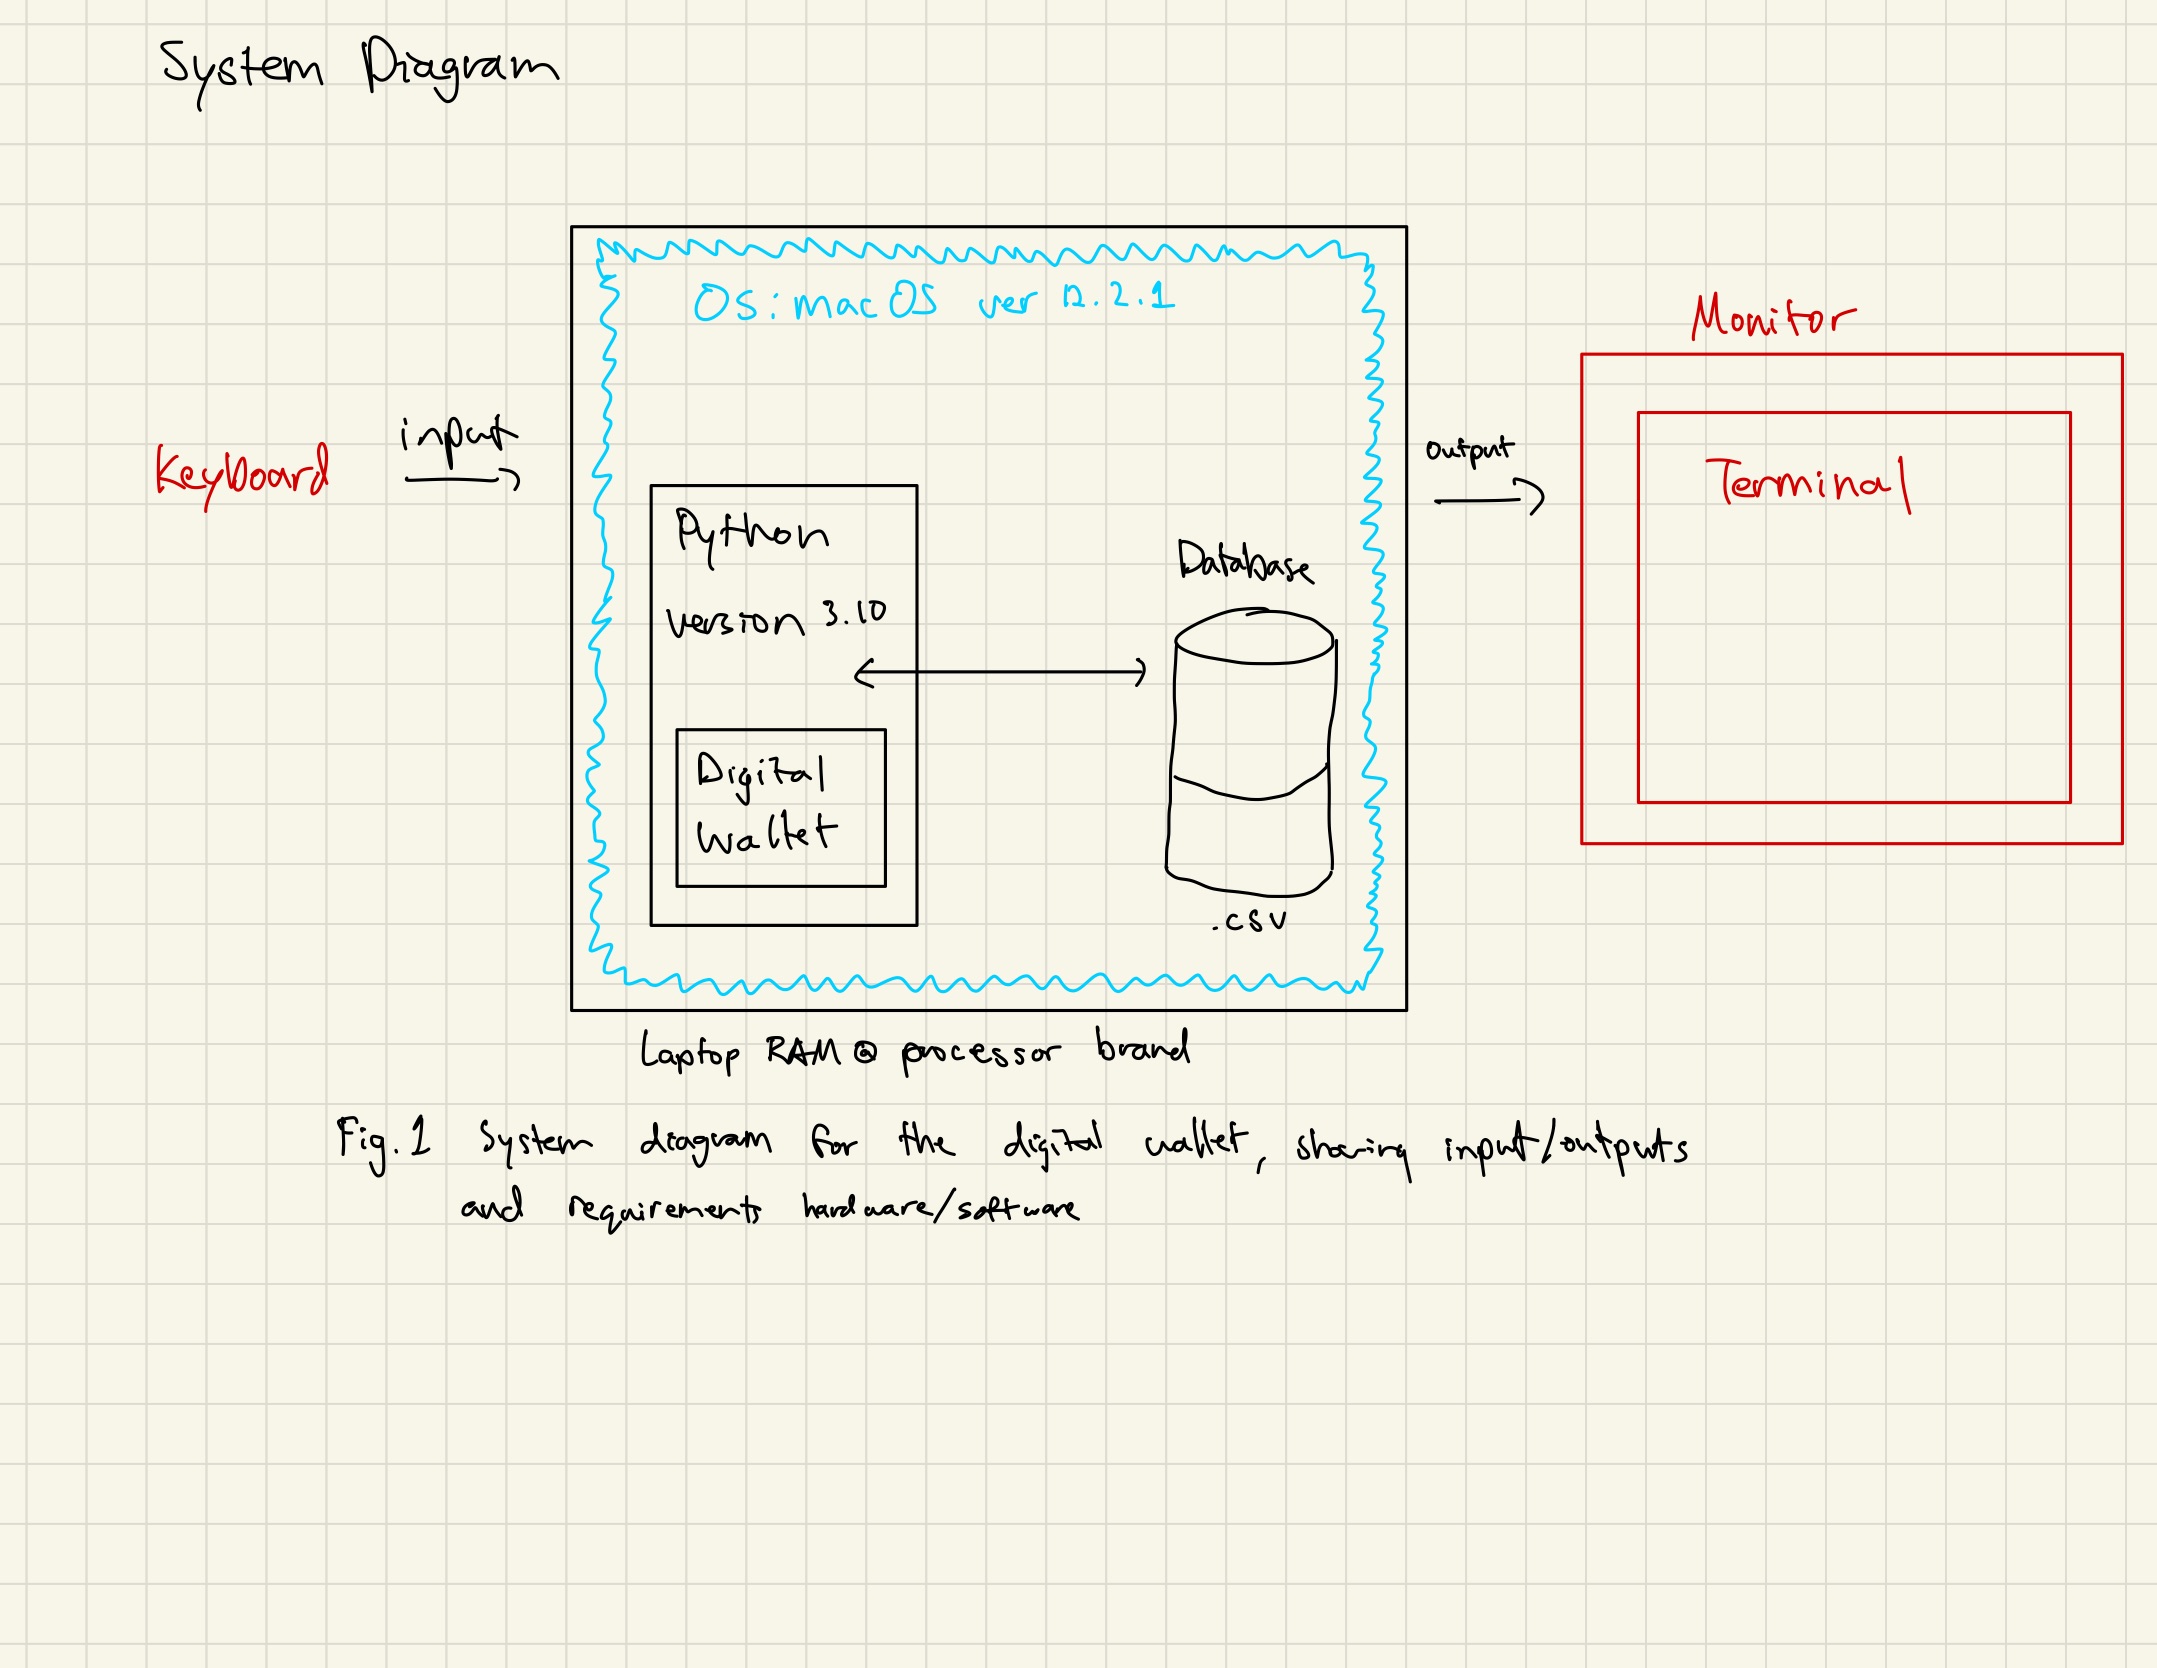 System Diagram
OS: macOS ver 12.2.1
Monitor
Keyboard
input
output
Terminal
Python
version 3.10
Database
Digital
Wallet
.csv
Laptop RAM @ processor brand
Fig. 1 System diagram for the digital wallet, sharing input/outputs
and requirements hardware/software